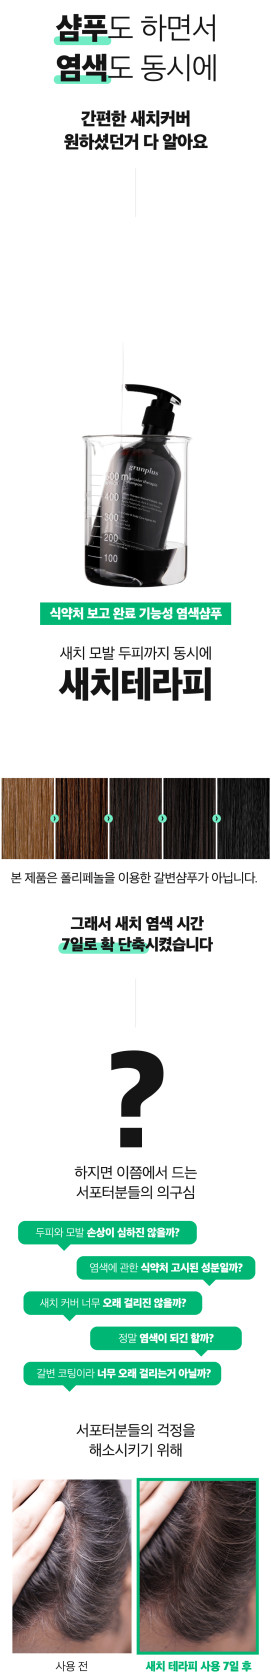 샴푸도 하면서
염색도 동시에
간편한 새치커버
원하셨던거 다 알아요
grunplus
500 ml
400
300
200
100
식약처 보고 완료 기능성 염색샴푸
새치 모발 두피까지 동시에
새치테라피
본 제품은 폴리페놀을 이용한 갈변샴푸가 아닙니다.
그래서 새치 염색 시간
7일로 확 단축시켰습니다
?
하지면 이쯤에서 드는
서포터분들의 의구심
두피와 모발 손상이 심하진 않을까?
염색에 관한 식약처 고시된 성분일까?
새치 커버 너무 오래 걸리진 않을까?
정말 염색이 되긴 할까?
갈변 코팅이라 너무 오래 걸리는거 아닐까?
서포터분들의 걱정을
해소시키기 위해
사용 전
새치 테라피 사용 7일 후